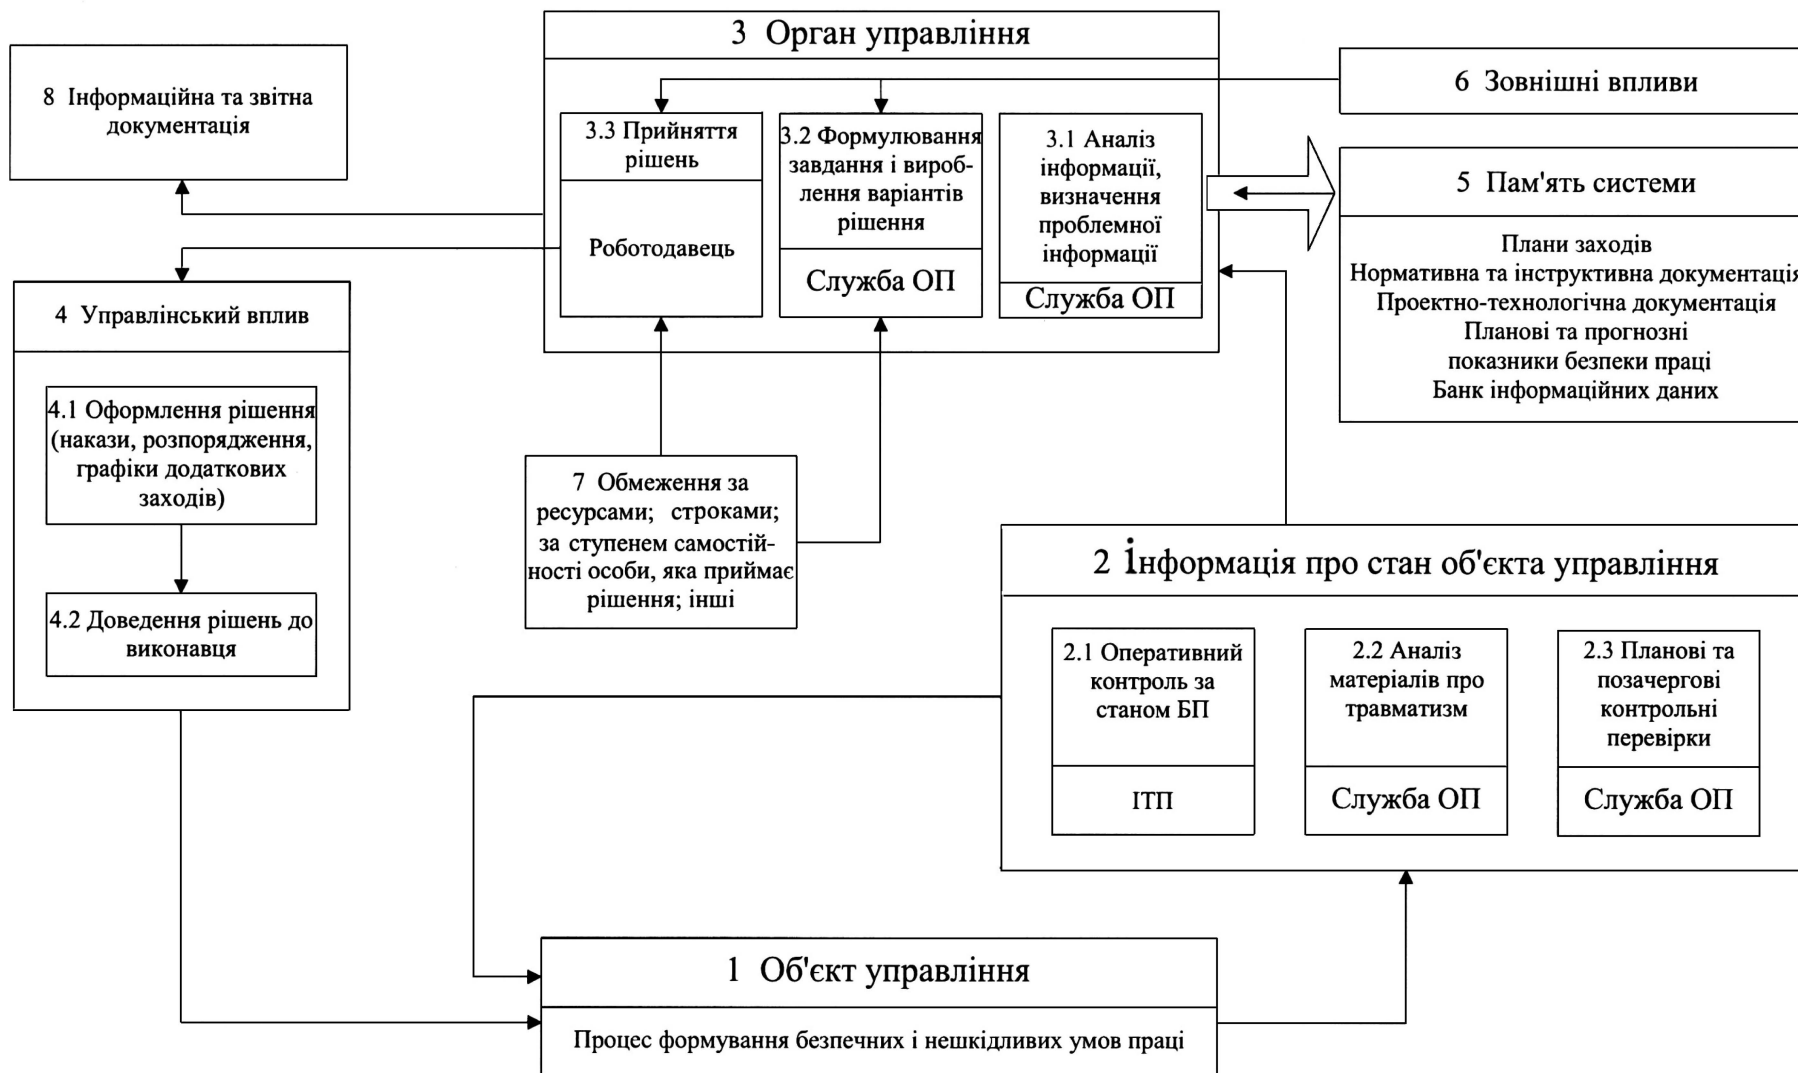 3 Орган управління
8 Інформаційна та звітна
документація
6 Зовнішні впливи
3.3 Прийняття
рішень
Роботодавець
3.2 Формулювання
завдання і вироб-
лення варіантів
рішення
Служба ОП
3.1 Аналіз
інформації,
визначення
проблемної
інформації
Служба ОП
5 Пам'ять системи
Плани заходів
Нормативна та інструктивна документація
Проектно-технологічна документація
Планові та прогнозні
показники безпеки праці
Банк інформаційних даних
4 Управлінський вплив
4.1 Оформлення рішення
(накази, розпорядження,
графіки додаткових
заходів)
4.2 Доведення рішень до
виконавця
7 Обмеження за
ресурсами; строками;
за ступенем самостій-
ності особи, яка приймає
рішення; інші
2 Інформація про стан об'єкта управління
2.1 Оперативний
контроль за
станом БП
ІТП
2.2 Аналіз
матеріалів про
травматизм
Служба ОП
2.3 Планові та
позачергові
контрольні
перевірки
Служба ОП
1 Об'єкт управління
Процес формування безпечних і нешкідливих умов праці